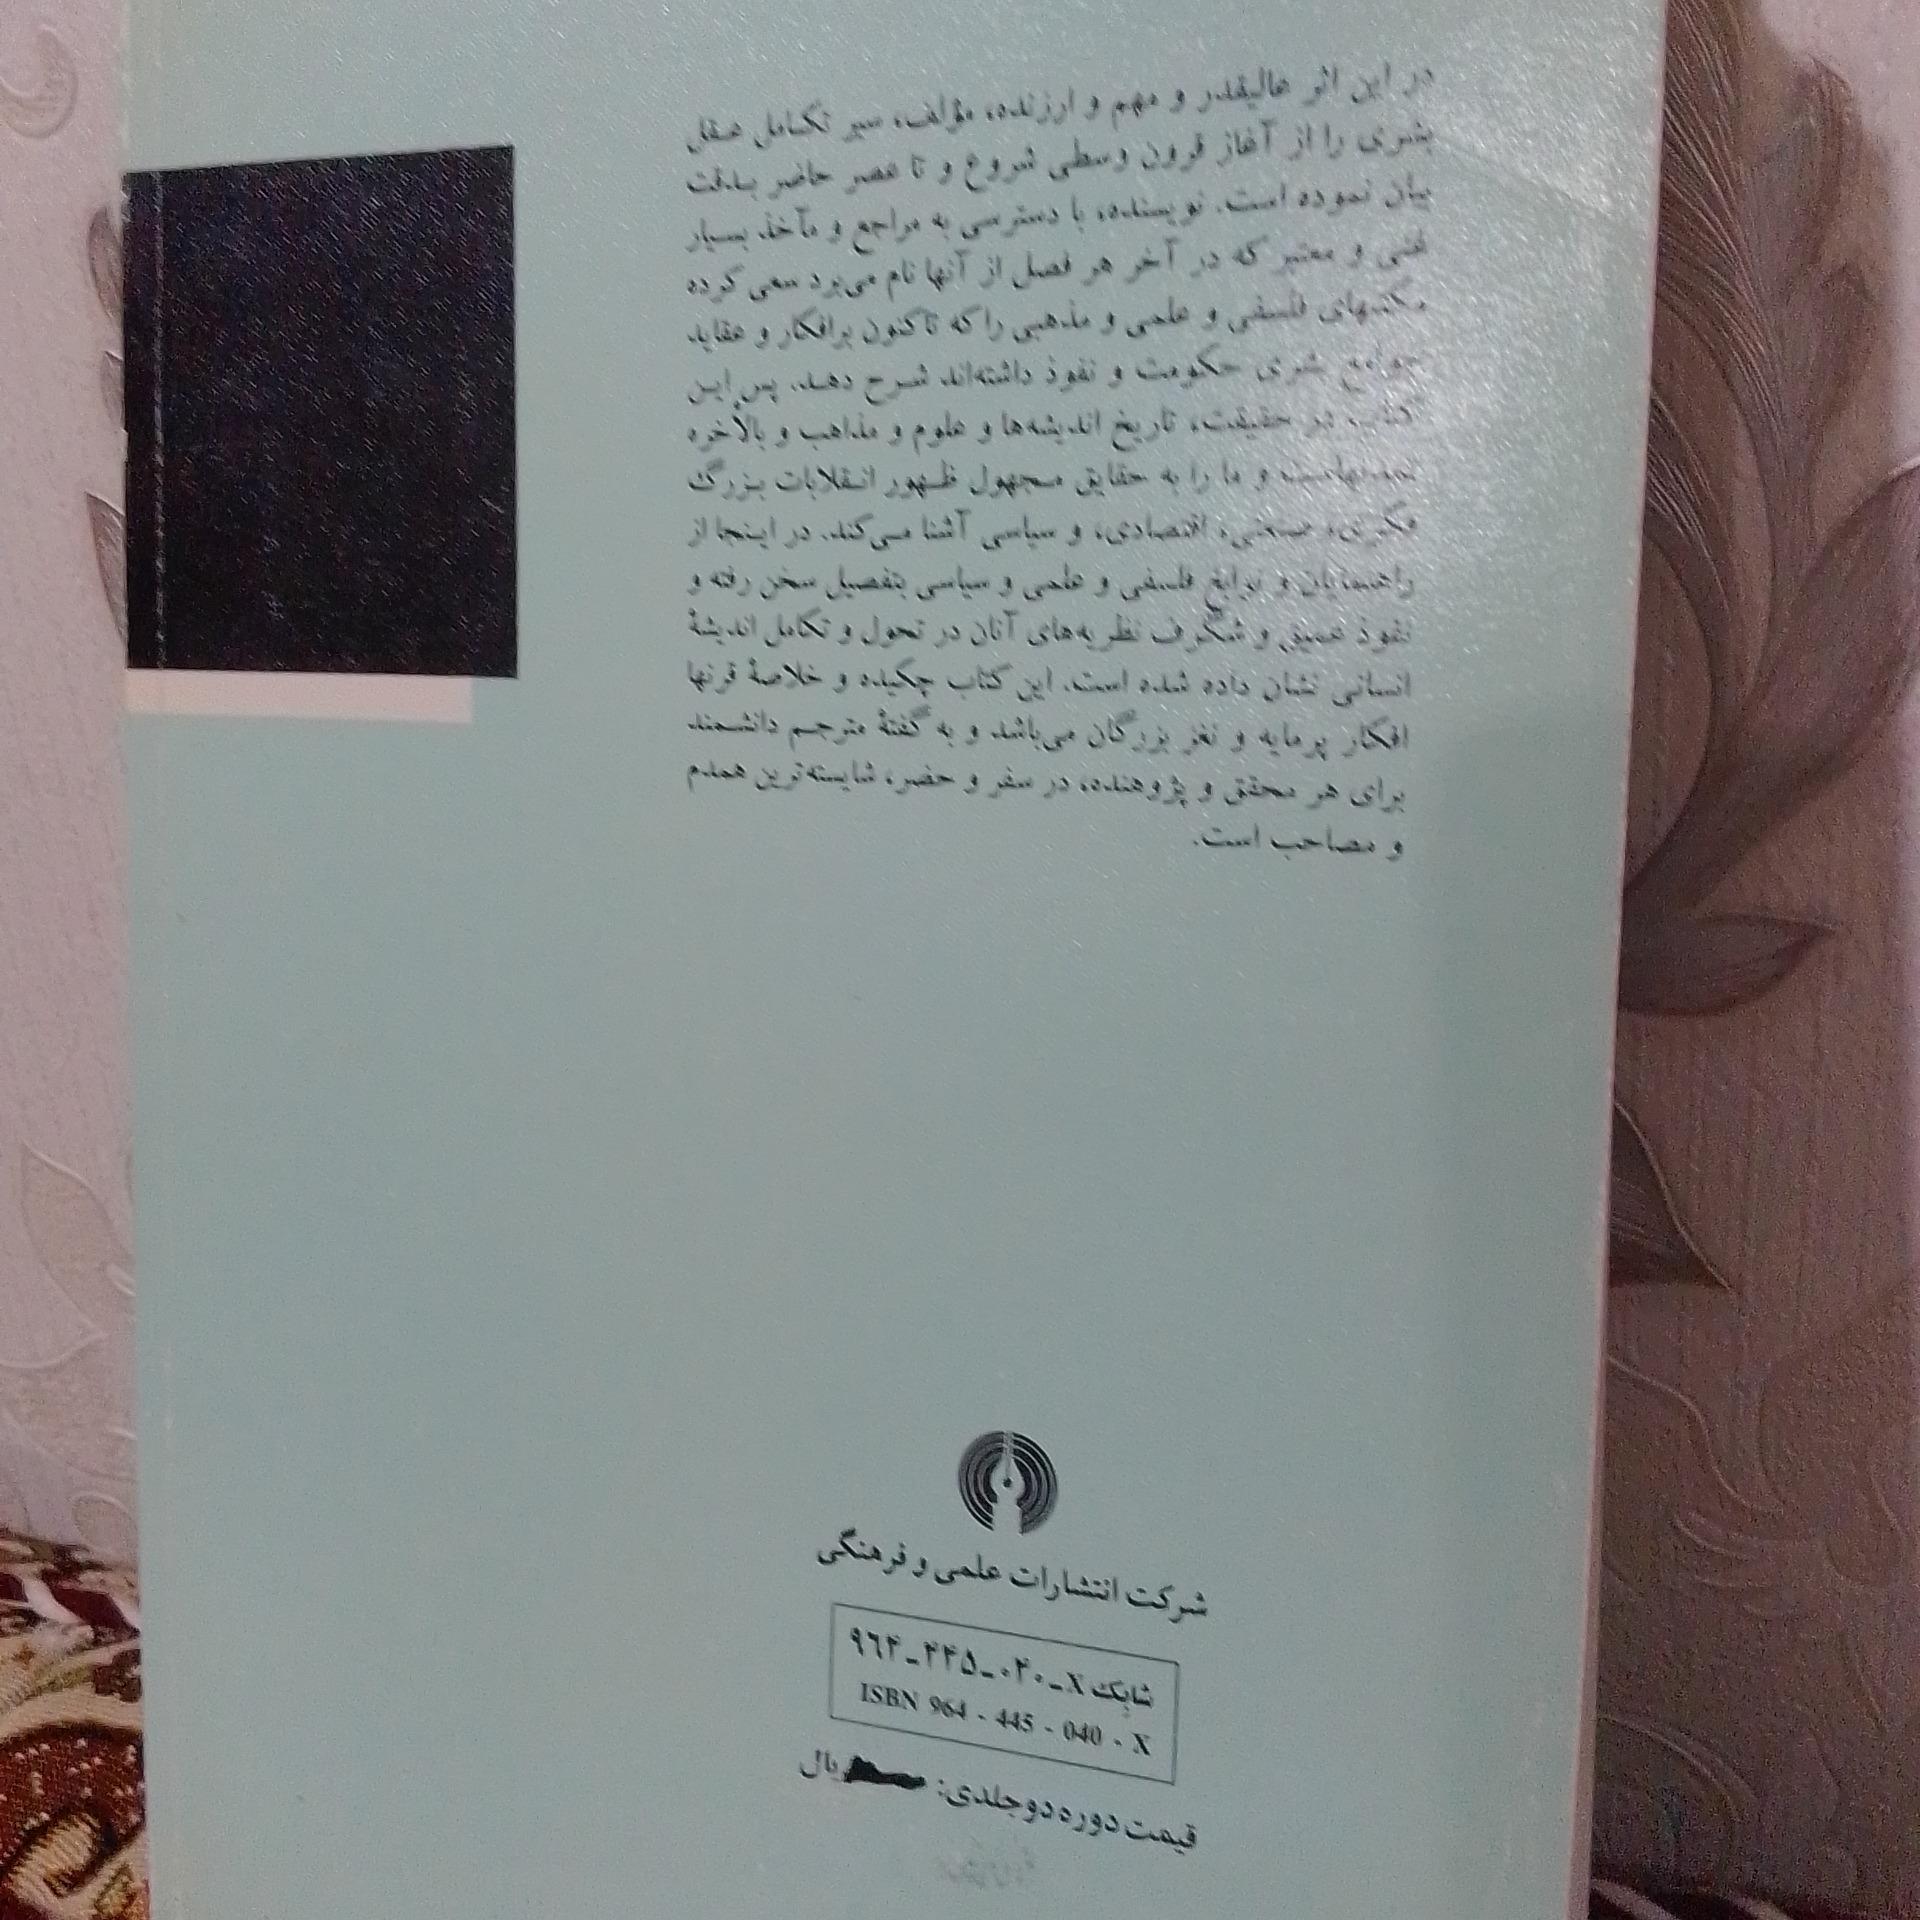 در این اثر عالیقدر و مهم و ارزنده، مؤلف، سیر تکامل عقل
بشری را از آغاز قرون وسطی شروع و تا عصر حاضر بدقت
بیان نموده است. نویسنده، با دسترسی به مراجع و مآخذ بسیار
غنی و معتبر که در آخر هر فصل از آنها نام می‌برد سعی کرده
مکتبهای فلسفی و علمی و مذهبی را که تاکنون برافکار و عقاید
جوامع بشری حکومت و نفوذ داشته‌اند شرح دهد. پس این
کتاب در حقیقت، تاریخ اندیشه‌ها و علوم و مذاهب و بالاخره
تمدنهاست و ما را به حقایق مجهول ظهور انقلابات بزرگ
فکری، صنعتی، اقتصادی، و سیاسی آشنا می‌کند. در اینجا از
راهنمایان و نوابغ فلسفی و علمی و سیاسی بتفصیل سخن رفته و
نفوذ عمیق و شگرف نظریه‌های آنان در تحول و تکامل اندیشهٔ
انسانی نشان داده شده است. این کتاب چکیده و خلاصهٔ قرنها
افکار پرمایه و نغز بزرگان می‌باشد و به گفتهٔ مترجم دانشمند
برای هر محقق و پژوهنده، در سفر و حضر، شایسته‌ترین همدم
و مصاحب است.
شرکت انتشارات علمی و فرهنگی
شابک X-۰۴۰-۴۴۵-۹۶۴
ISBN 964 - 445 - 040 - X
قیمت دوره دوجلدی: ریال